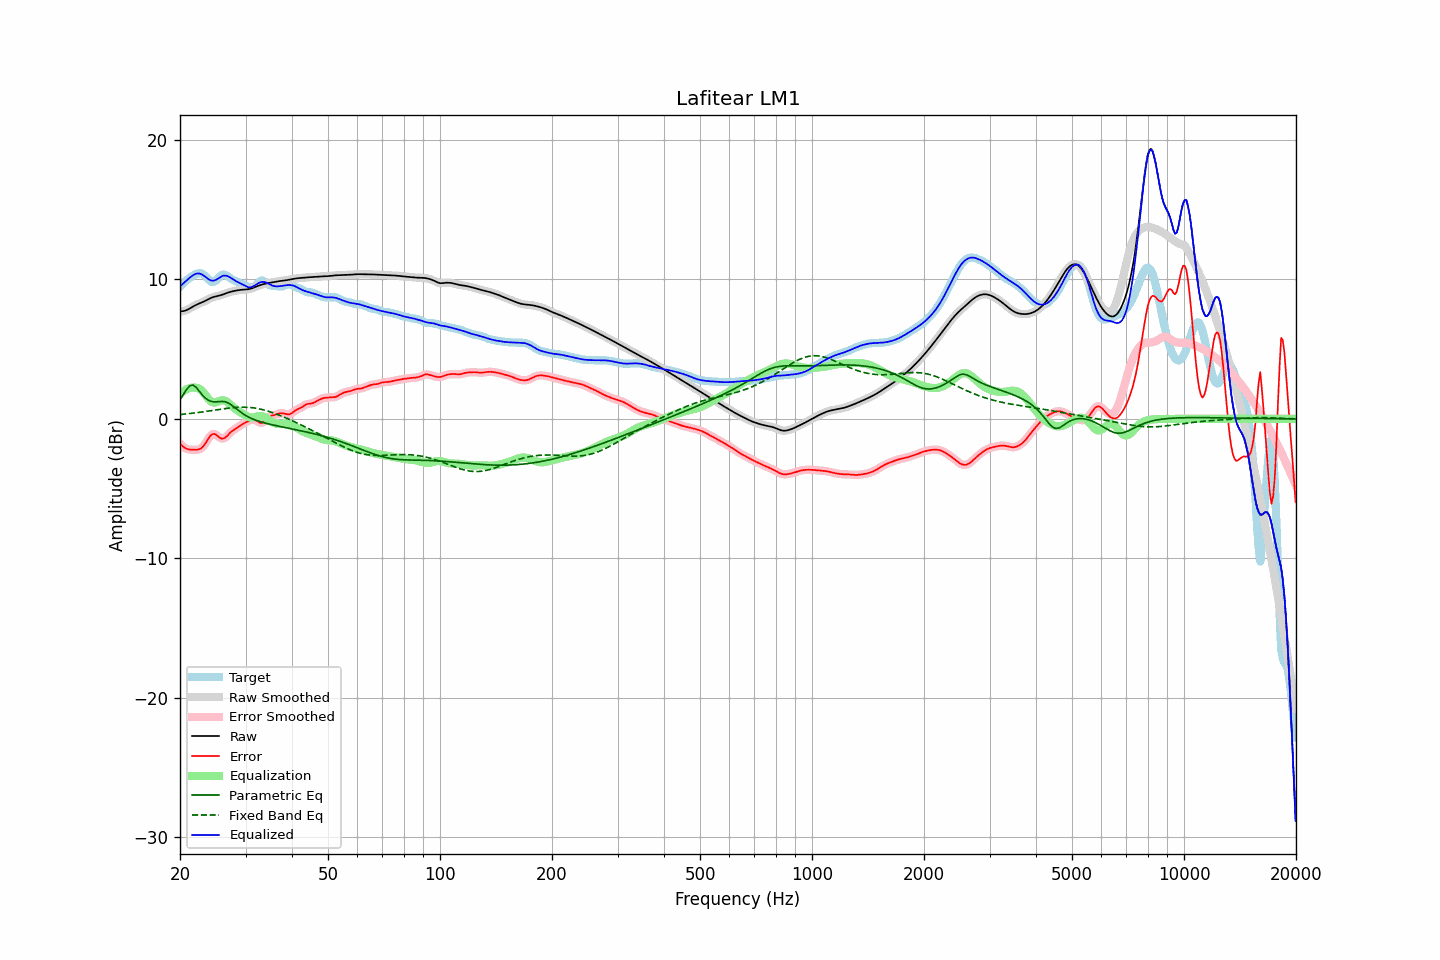 Lafitear LM1
Amplitude (dBr)
20
10
0
−10
−20
−30
Target
Raw Smoothed
Error Smoothed
Raw
Error
Equalization
Parametric Eq
Fixed Band Eq
Equalized
20 50 100 200 500 1000 2000 5000 10000 20000
Frequency (Hz)